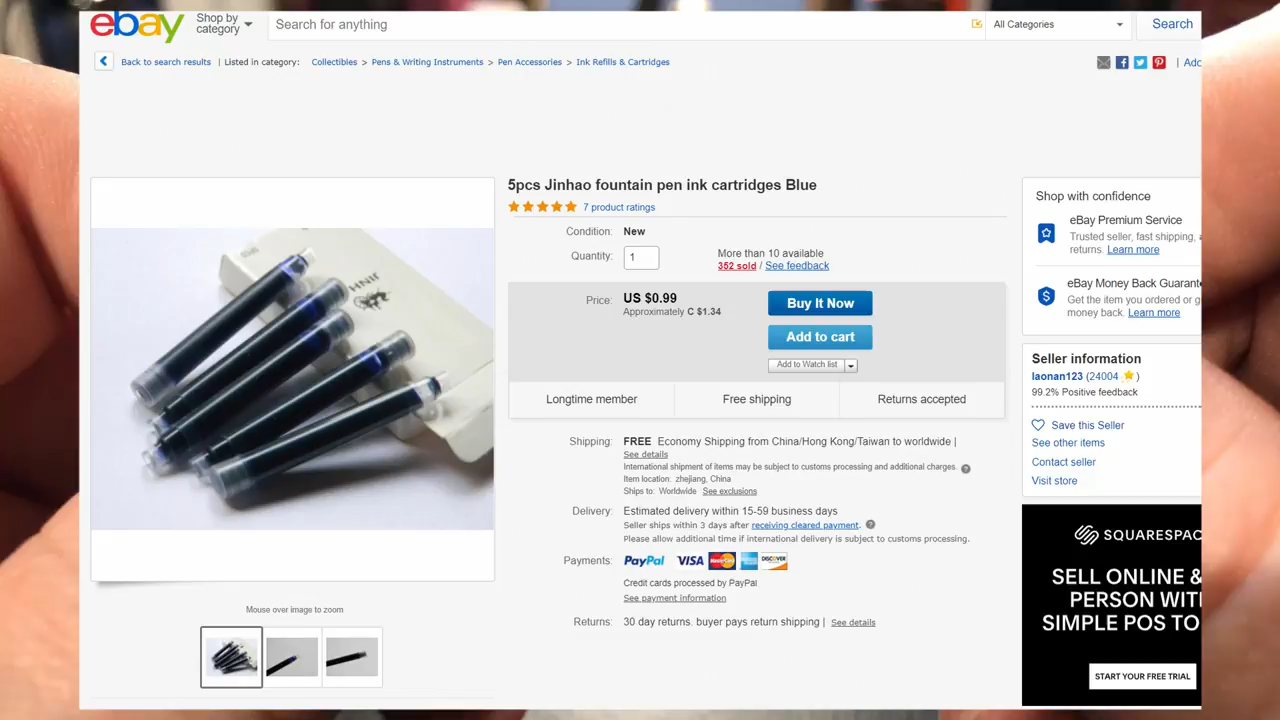 ebay
Shop by
category
Search for anything
All Categories
Search
Back to search results | Listed in category: Collectibles > Pens & Writing Instruments > Pen Accessories > Ink Refills & Cartridges
| Add
5pcs Jinhao fountain pen ink cartridges Blue
7 product ratings
Condition: New
Quantity: 1
More than 10 available
352 sold / See feedback
Price: US $0.99
Approximately C $1.34
Buy It Now
Add to cart
Add to Watch list
Longtime member
Free shipping
Returns accepted
Shipping: FREE Economy Shipping from China/Hong Kong/Taiwan to worldwide |
See details
International shipment of items may be subject to customs processing and additional charges.
Item location: zhejiang, China
Ships to: Worldwide See exclusions
Delivery: Estimated delivery within 15-59 business days
Seller ships within 3 days after receiving cleared payment.
Please allow additional time if international delivery is subject to customs processing.
Payments: PayPal VISA MasterCard DISCOVER
Credit cards processed by PayPal
See payment information
Returns: 30 day returns. buyer pays return shipping | See details
Mouse over image to zoom
Shop with confidence
eBay Premium Service
Trusted seller, fast shipping,
returns. Learn more
eBay Money Back Guarante
Get the item you ordered or g
money back. Learn more
Seller information
laonan123 (24004 )
99.2% Positive feedback
Save this Seller
See other items
Contact seller
Visit store
SQUARESPAC
SELL ONLINE &
PERSON WIT
SIMPLE POS TO
START YOUR FREE TRIAL